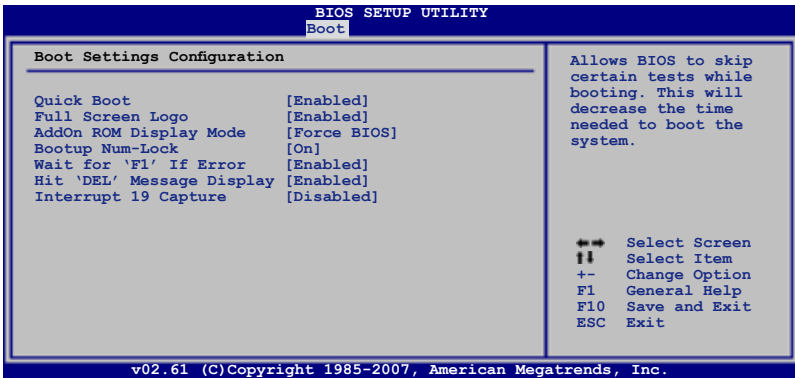 BIOS SETUP UTILITY
Boot
Boot Settings Configuration
Quick Boot [Enabled]
Full Screen Logo [Enabled]
AddOn ROM Display Mode [Force BIOS]
Bootup Num-Lock [On]
Wait for ‘F1’ If Error [Enabled]
Hit ‘DEL’ Message Display [Enabled]
Interrupt 19 Capture [Disabled]
Allows BIOS to skip
certain tests while
booting. This will
decrease the time
needed to boot the
system.
←→ Select Screen
↑↓ Select Item
+- Change Option
F1 General Help
F10 Save and Exit
ESC Exit
v02.61 (C)Copyright 1985-2007, American Megatrends, Inc.